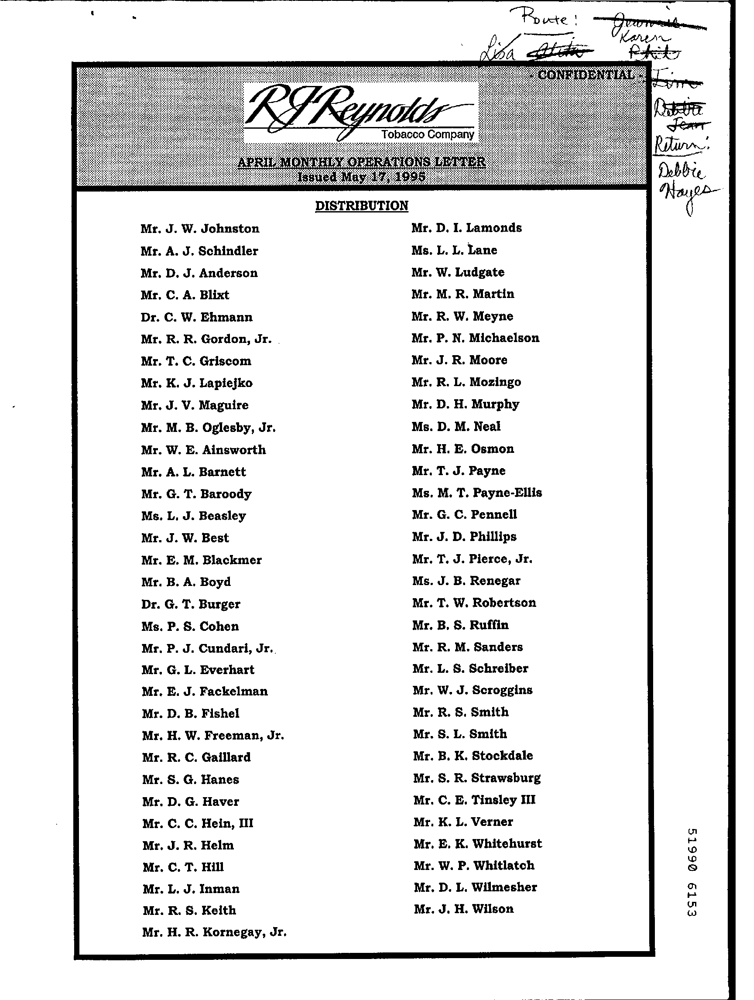 Route:
Karen
Lisa
- CONFIDENTIAL -
RJReynolds
Tobacco Company
Return:
Debbie
Hayes
APRIL MONTHLY OPERATIONS LETTER
Issued May 17, 1995
DISTRIBUTION
Mr. J. W. Johnston
Mr. A. J. Schindler
Mr. D. J. Anderson
Mr. C. A. Blixt
Dr. C. W. Ehmann
Mr. R. R. Gordon, Jr.
Mr. T. C. Griscom
Mr. K. J. Lapiejko
Mr. J. V. Maguire
Mr. M. B. Oglesby, Jr.
Mr. W. E. Ainsworth
Mr. A. L. Barnett
Mr. G. T. Baroody
Ms. L. J. Beasley
Mr. J. W. Best
Mr. E. M. Blackmer
Mr. B. A. Boyd
Dr. G. T. Burger
Ms. P. S. Cohen
Mr. P. J. Cundari, Jr.
Mr. G. L. Everhart
Mr. E. J. Fackelman
Mr. D. B. Fishel
Mr. H. W. Freeman, Jr.
Mr. R. C. Gaillard
Mr. S. G. Hanes
Mr. D. G. Haver
Mr. C. C. Hein, III
Mr. J. R. Helm
Mr. C. T. Hill
Mr. L. J. Inman
Mr. R. S. Keith
Mr. H. R. Kornegay, Jr.
Mr. D. I. Lamonds
Ms. L. L. Lane
Mr. W. Ludgate
Mr. M. R. Martin
Mr. R. W. Meyne
Mr. P. N. Michaelson
Mr. J. R. Moore
Mr. R. L. Mozingo
Mr. D. H. Murphy
Ms. D. M. Neal
Mr. H. E. Osmon
Mr. T. J. Payne
Ms. M. T. Payne-Ellis
Mr. G. C. Pennell
Mr. J. D. Phillips
Mr. T. J. Pierce, Jr.
Ms. J. B. Renegar
Mr. T. W. Robertson
Mr. B. S. Ruffin
Mr. R. M. Sanders
Mr. L. S. Schreiber
Mr. W. J. Scroggins
Mr. R. S. Smith
Mr. S. L. Smith
Mr. B. K. Stockdale
Mr. S. R. Strawsburg
Mr. C. E. Tinsley III
Mr. K. L. Verner
Mr. E. K. Whitehurst
Mr. W. P. Whitlatch
Mr. D. L. Wilmesher
Mr. J. H. Wilson
51990 6153